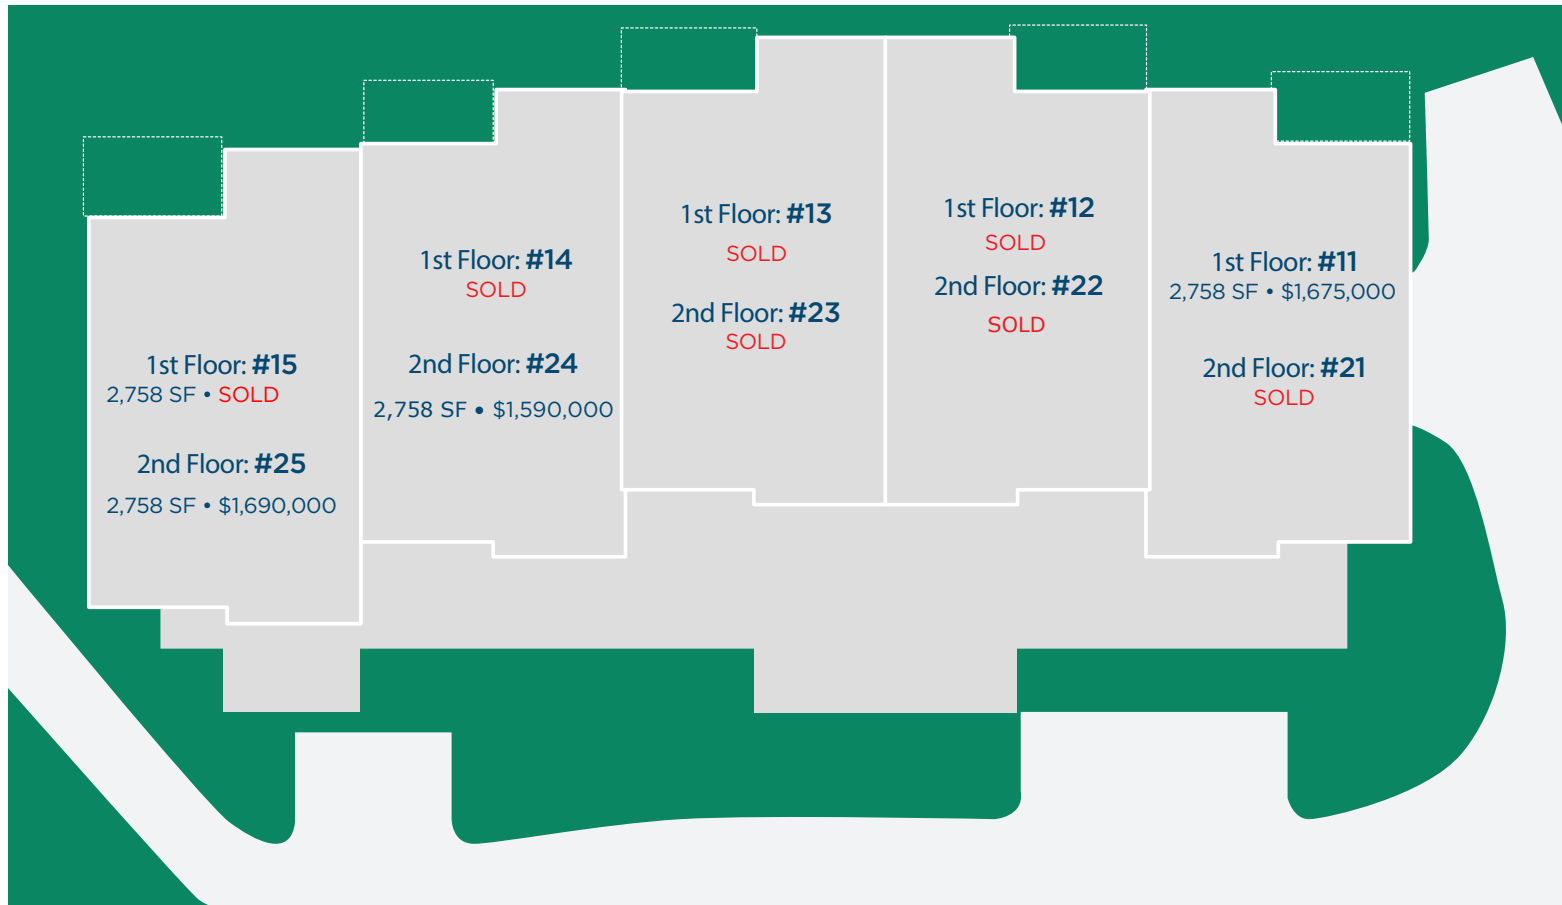 1st Floor: #15
2,758 SF • SOLD
2nd Floor: #25
2,758 SF • $1,690,000
1st Floor: #14
SOLD
2nd Floor: #24
2,758 SF • $1,590,000
1st Floor: #13
SOLD
2nd Floor: #23
SOLD
1st Floor: #12
SOLD
2nd Floor: #22
SOLD
1st Floor: #11
2,758 SF • $1,675,000
2nd Floor: #21
SOLD